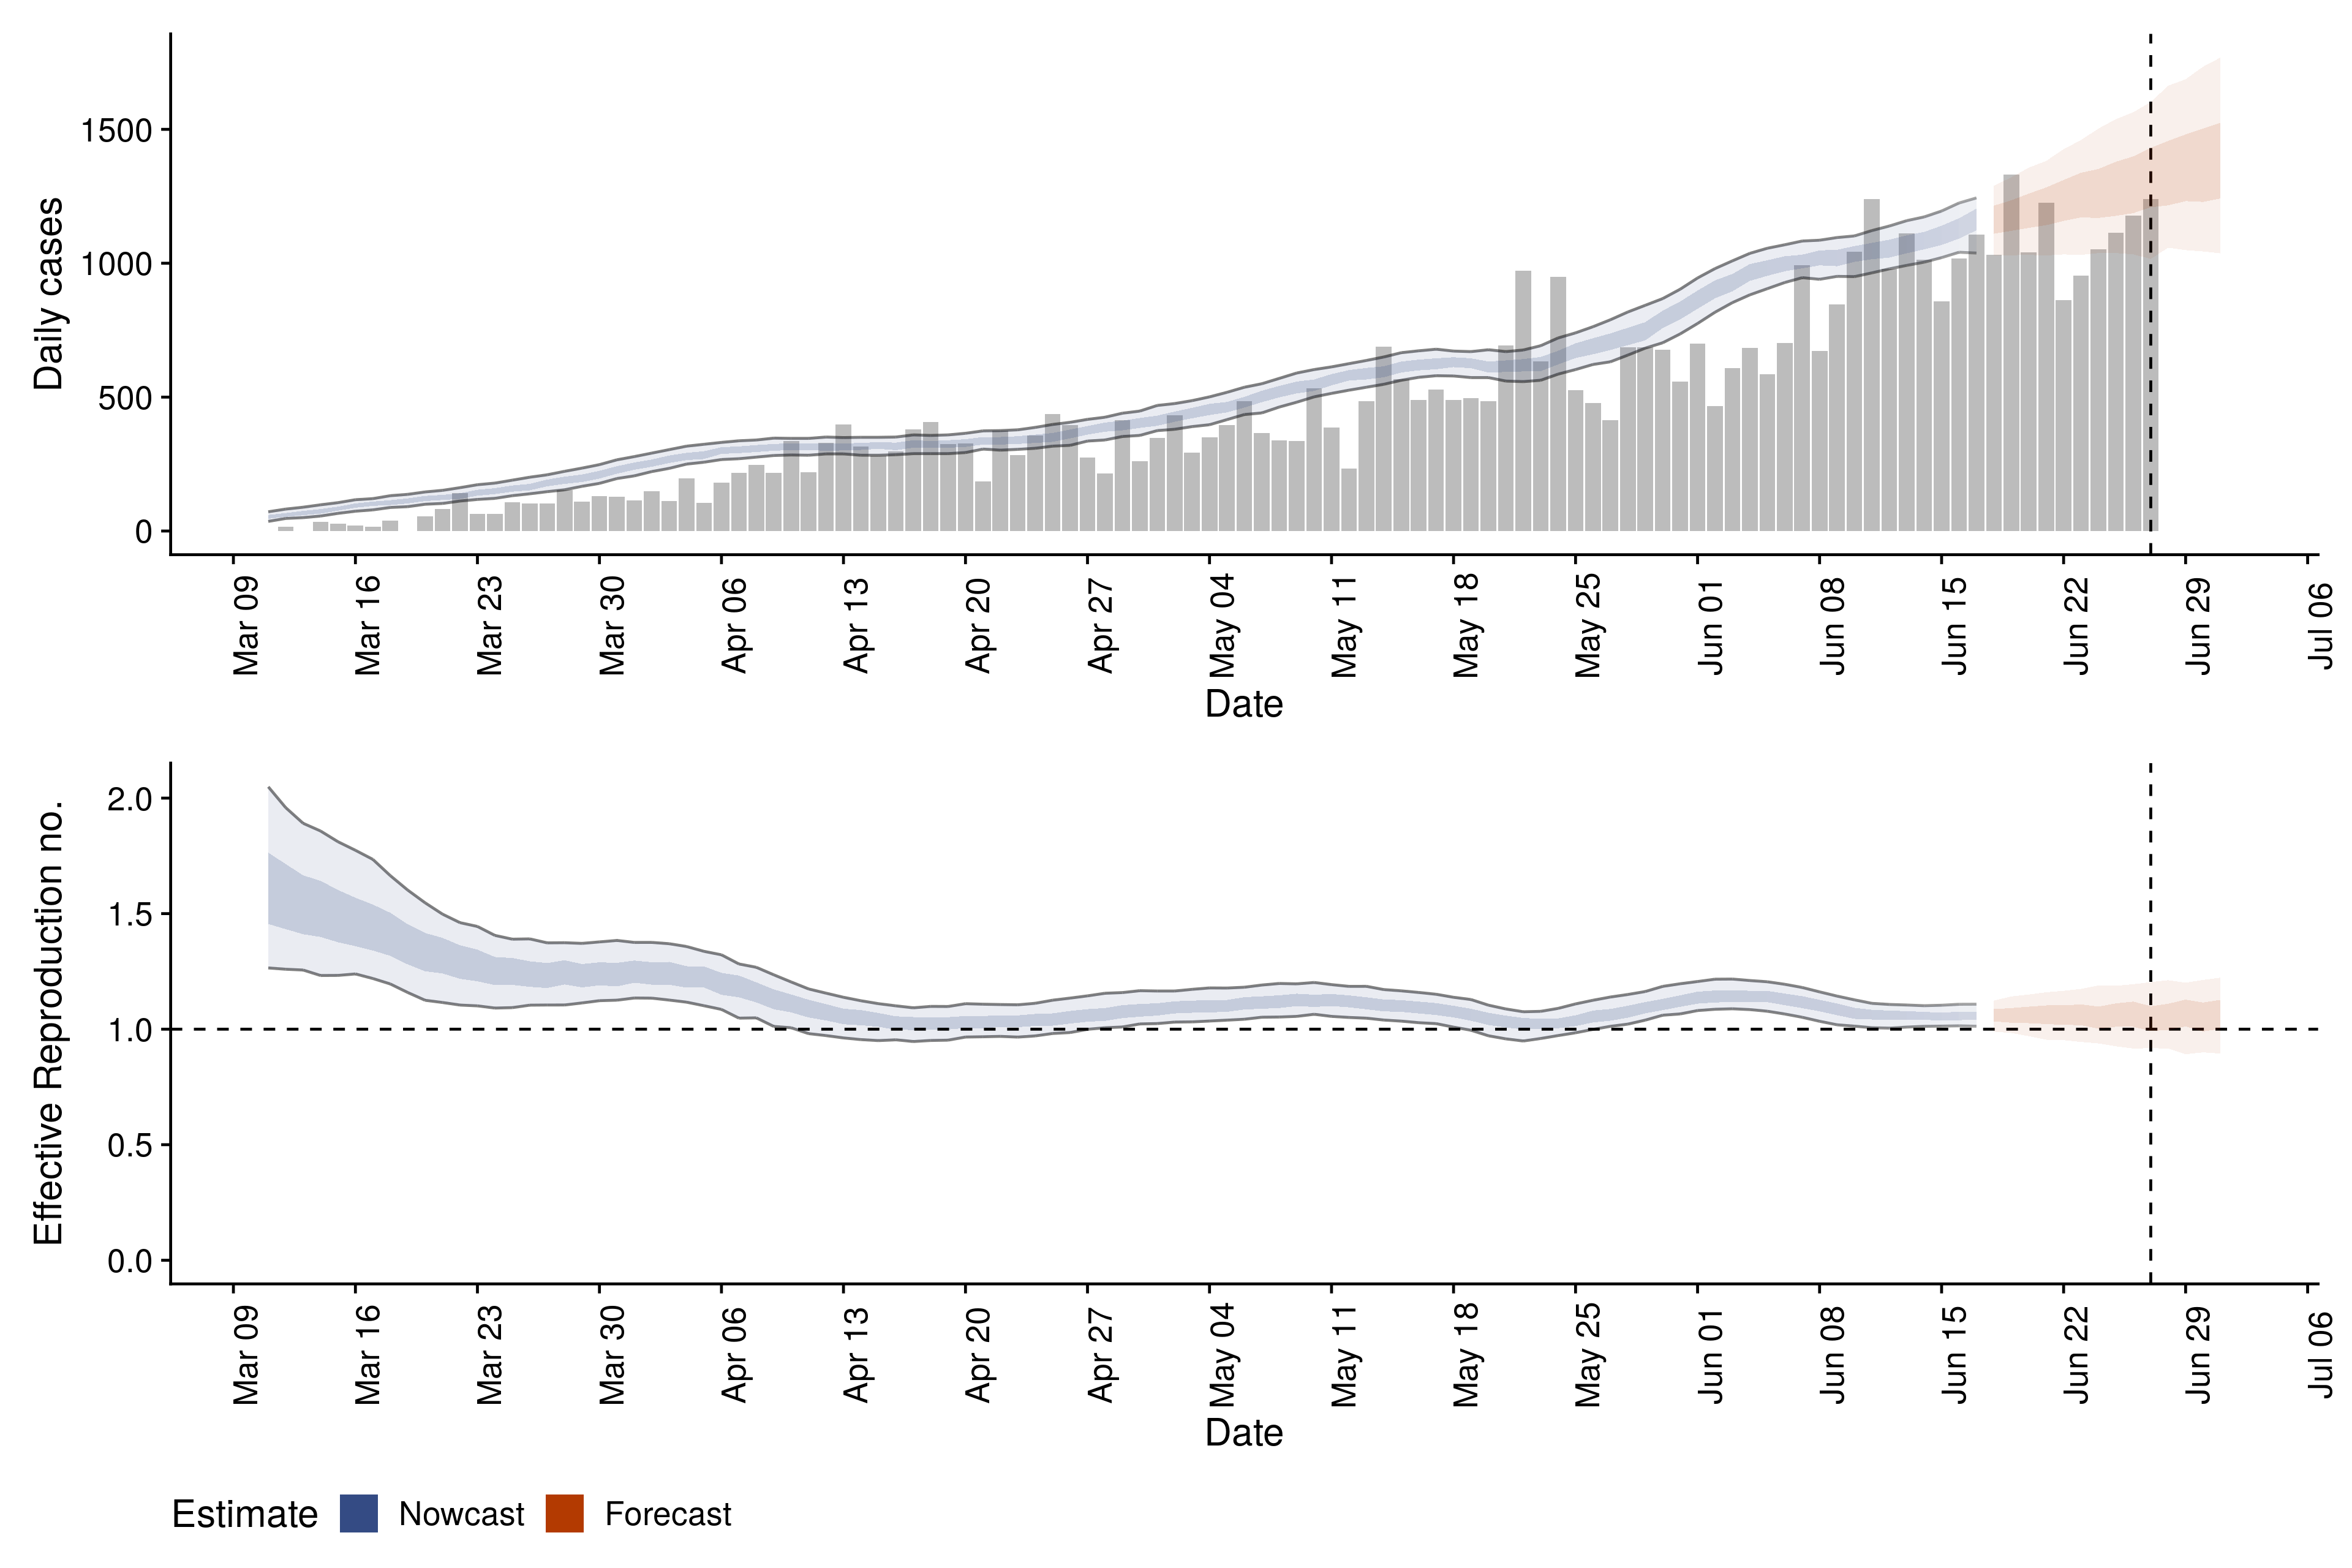 Daily cases
1500
1000
500
0
Mar 09
Mar 16
Mar 23
Mar 30
Apr 06
Apr 13
Apr 20
Apr 27
May 04
May 11
May 18
May 25
Jun 01
Jun 08
Jun 15
Jun 22
Jun 29
Jul 06
Date
Effective Reproduction no.
2.0
1.5
1.0
0.5
0.0
Mar 09
Mar 16
Mar 23
Mar 30
Apr 06
Apr 13
Apr 20
Apr 27
May 04
May 11
May 18
May 25
Jun 01
Jun 08
Jun 15
Jun 22
Jun 29
Jul 06
Date
Estimate Nowcast Forecast